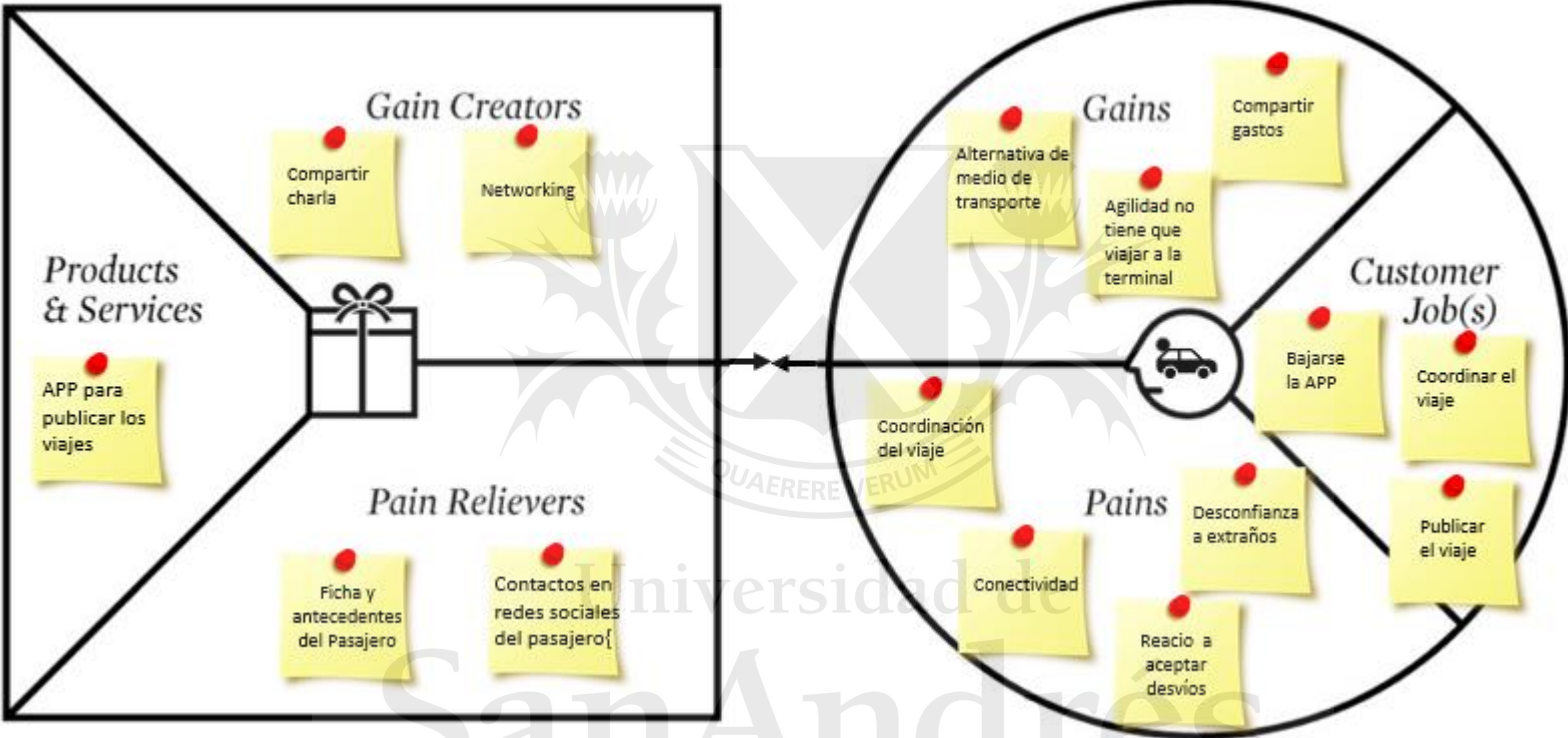 Gain Creators
Compartir
charla
Networking
Products
& Services
APP para
publicar los
viajes
Pain Relievers
Ficha y
antecedentes
del Pasajero
Contactos en
redes sociales
del pasajero{
Gains
Alternativa de
medio de
transporte
Agilidad no
tiene que
viajar a la
terminal
Compartir
gastos
Customer
Job(s)
Bajarse
la APP
Coordinar el
viaje
Publicar
el viaje
Pains
Coordinación
del viaje
Conectividad
Desconfianza
a extraños
Reacio a
aceptar
desvíos
QUAERERE VERUM
Universidad de
SanAndrés